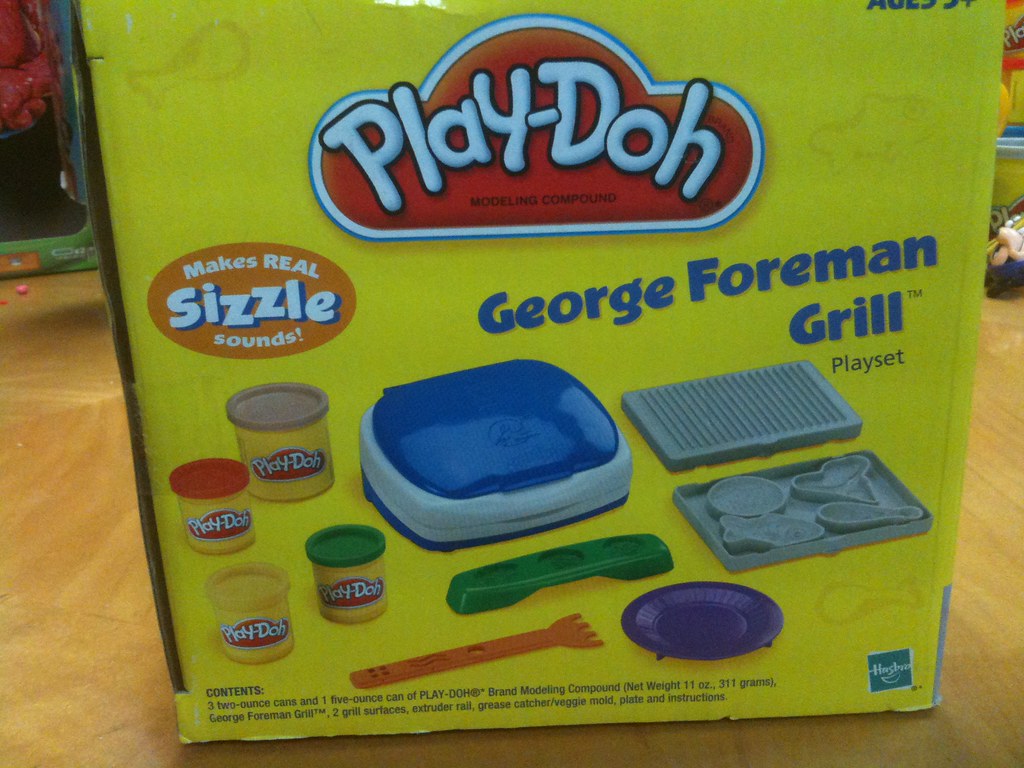 AGES 3+
PLAY-DOH
MODELING COMPOUND
Makes REAL
Sizzle
sounds!
George Foreman
Grill™
Playset
PLAY-DOH
PLAY-DOH
PLAY-DOH
PLAY-DOH
Hasbro
CONTENTS:
3 two-ounce cans and 1 five-ounce can of PLAY-DOH®* Brand Modeling Compound (Net Weight 11 oz., 311 grams),
George Foreman Grill™, 2 grill surfaces, extruder rail, grease catcher/veggie mold, plate and instructions.